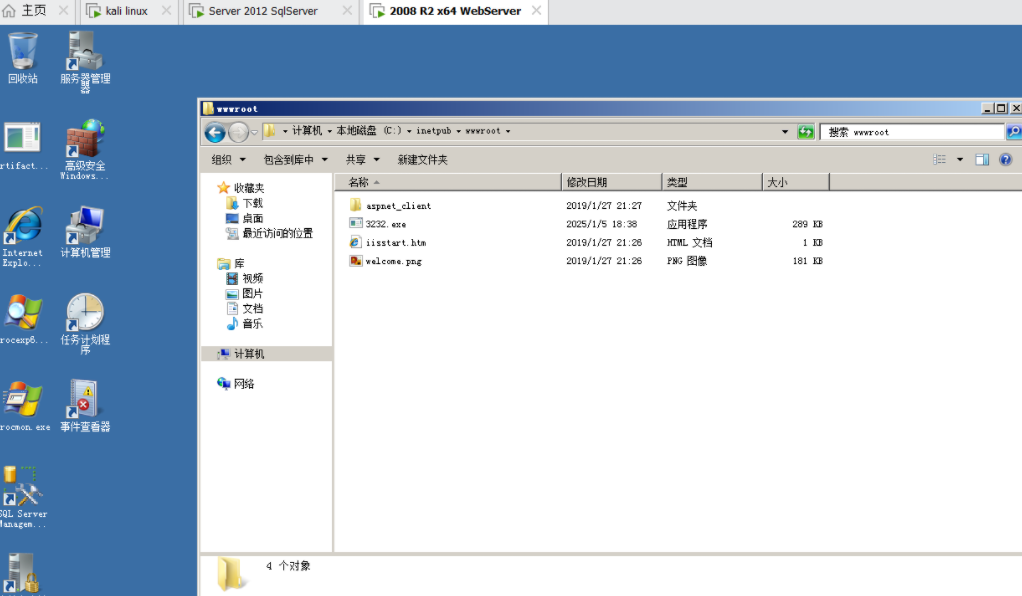 主页
kali linux
Server 2012 SqlServer
2008 R2 x64 WebServer
回收站
服务器管理器
rtifact...
高级安全 Windows...
Internet Explo...
计算机管理
rocexp6...
任务计划程序
rocmon.exe
事件查看器
SQL Server Managem...
wwwroot
计算机 本地磁盘 (C:) inetpub wwwroot
搜索 wwwroot
组织 包含到库中 共享 新建文件夹
收藏夹
下载
桌面
最近访问的位置
库
视频
图片
文档
音乐
计算机
网络
名称 修改日期 类型 大小
aspnet_client 2019/1/27 21:27 文件夹
3232.exe 2025/1/5 18:38 应用程序 289 KB
iisstart.htm 2019/1/27 21:26 HTML 文档 1 KB
welcome.png 2019/1/27 21:26 PNG 图像 181 KB
4 个对象